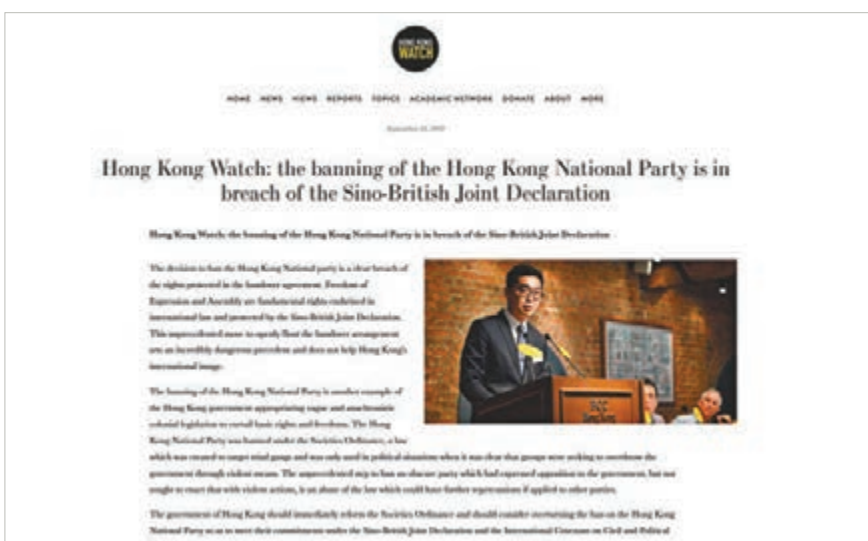 HONG KONG
WATCH
HOME NEWS VIEWS REPORTS TOPICS ACADEMIC NETWORK DONATE ABOUT MORE
Hong Kong Watch: the banning of the Hong Kong National Party is in
breach of the Sino-British Joint Declaration
Hong Kong Watch: the banning of the Hong Kong National Party is in breach of the Sino-British Joint Declaration
The decision to ban the Hong Kong National party is a clear breach of
the rights protected in the handover agreement. Freedom of
Expression and Assembly are fundamental rights enshrined in
international law and protected by the Sino-British Joint Declaration.
This unprecedented move to openly flout the handover arrangement
sets an incredibly dangerous precedent and does not help Hong Kong's
international image.
The banning of the Hong Kong National Party is another example of
the Hong Kong government appropriating vague and anachronistic
colonial legislation to curtail basic rights and freedoms. The Hong
Kong National Party was banned under the Societies Ordinance, a law
which was created to target triad gangs and was only used in political situations when it was clear that groups were seeking to overthrow the
government through violent means. The unprecedented step to ban an obscure party which had expressed opposition to the government, but not
sought to enact that with violent actions, is an abuse of the law which could have further repercussions if applied to other parties.
The government of Hong Kong should immediately reform the Societies Ordinance and should consider overturning the ban on the Hong Kong
National Party so as to meet their commitments under the Sino-British Joint Declaration and the International Covenant on Civil and Political